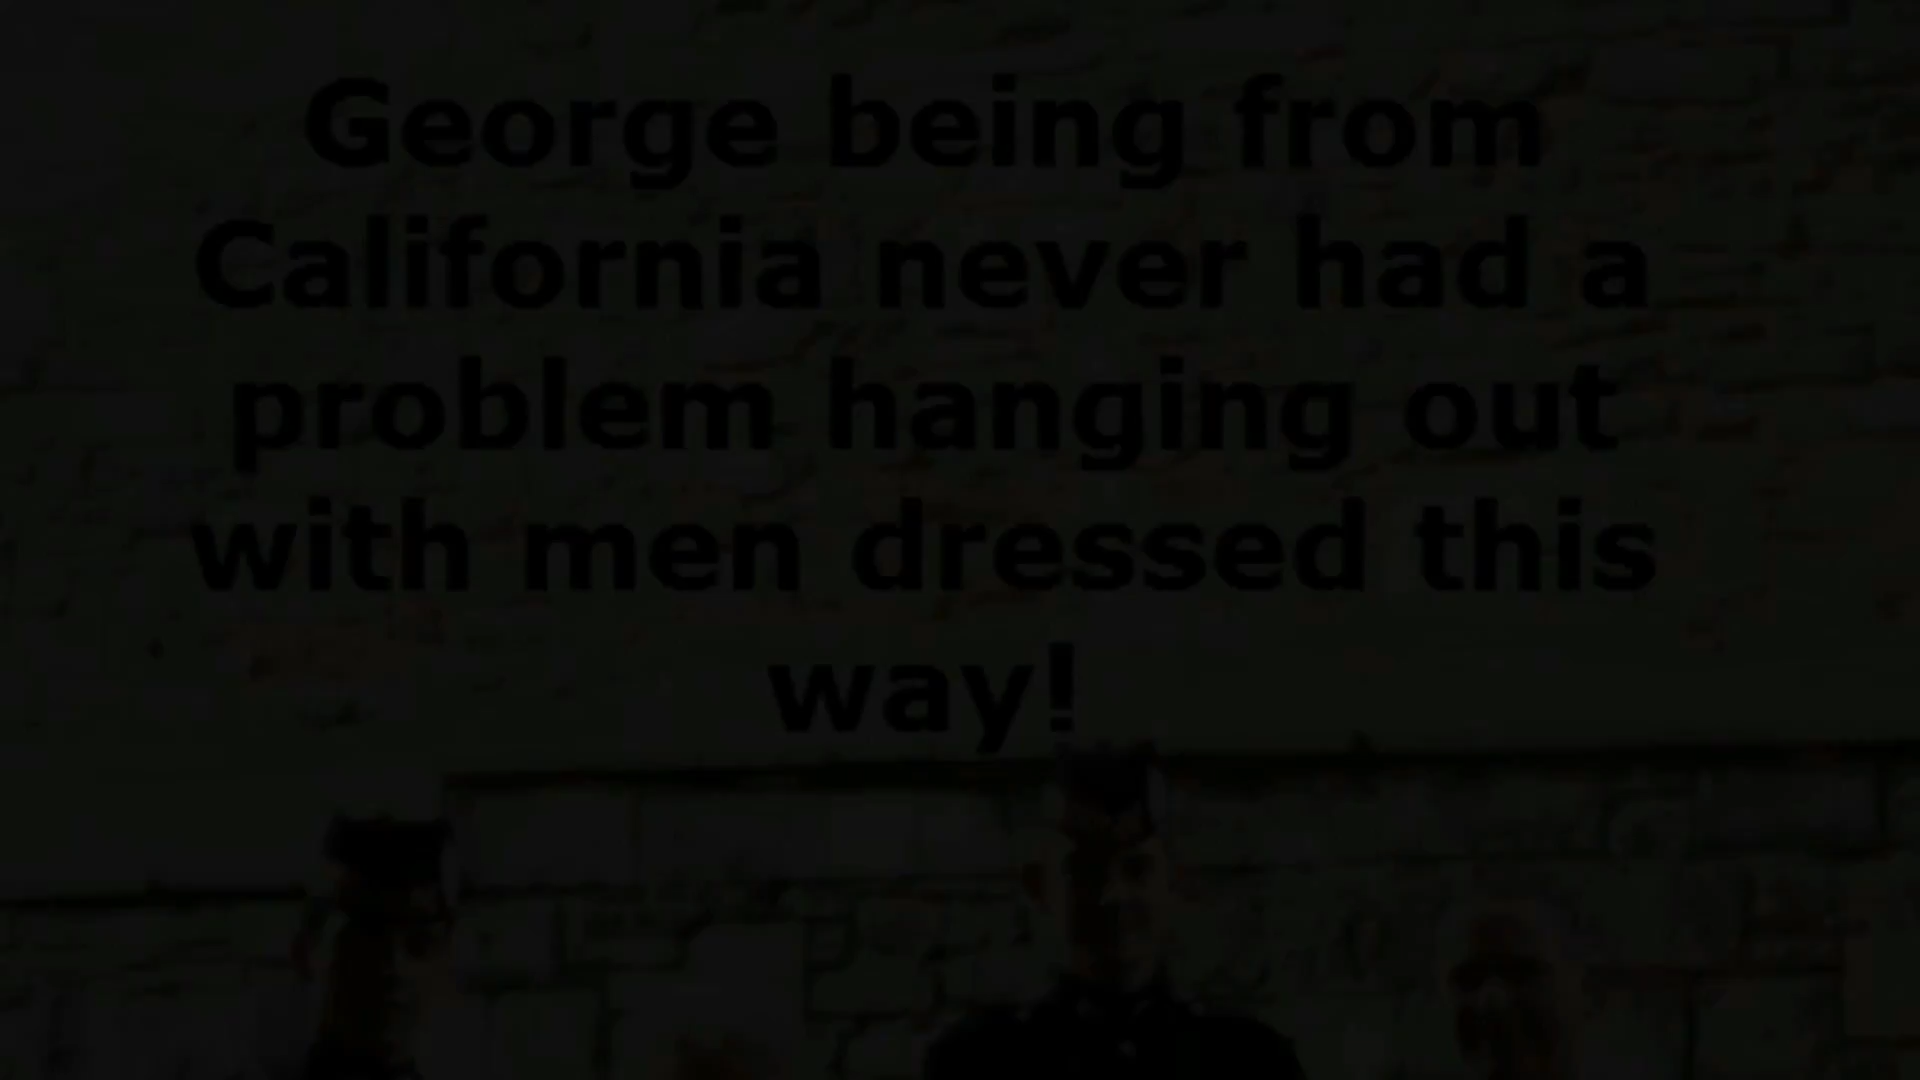 George being from
California never had a
problem hanging out
with men dressed this
way!